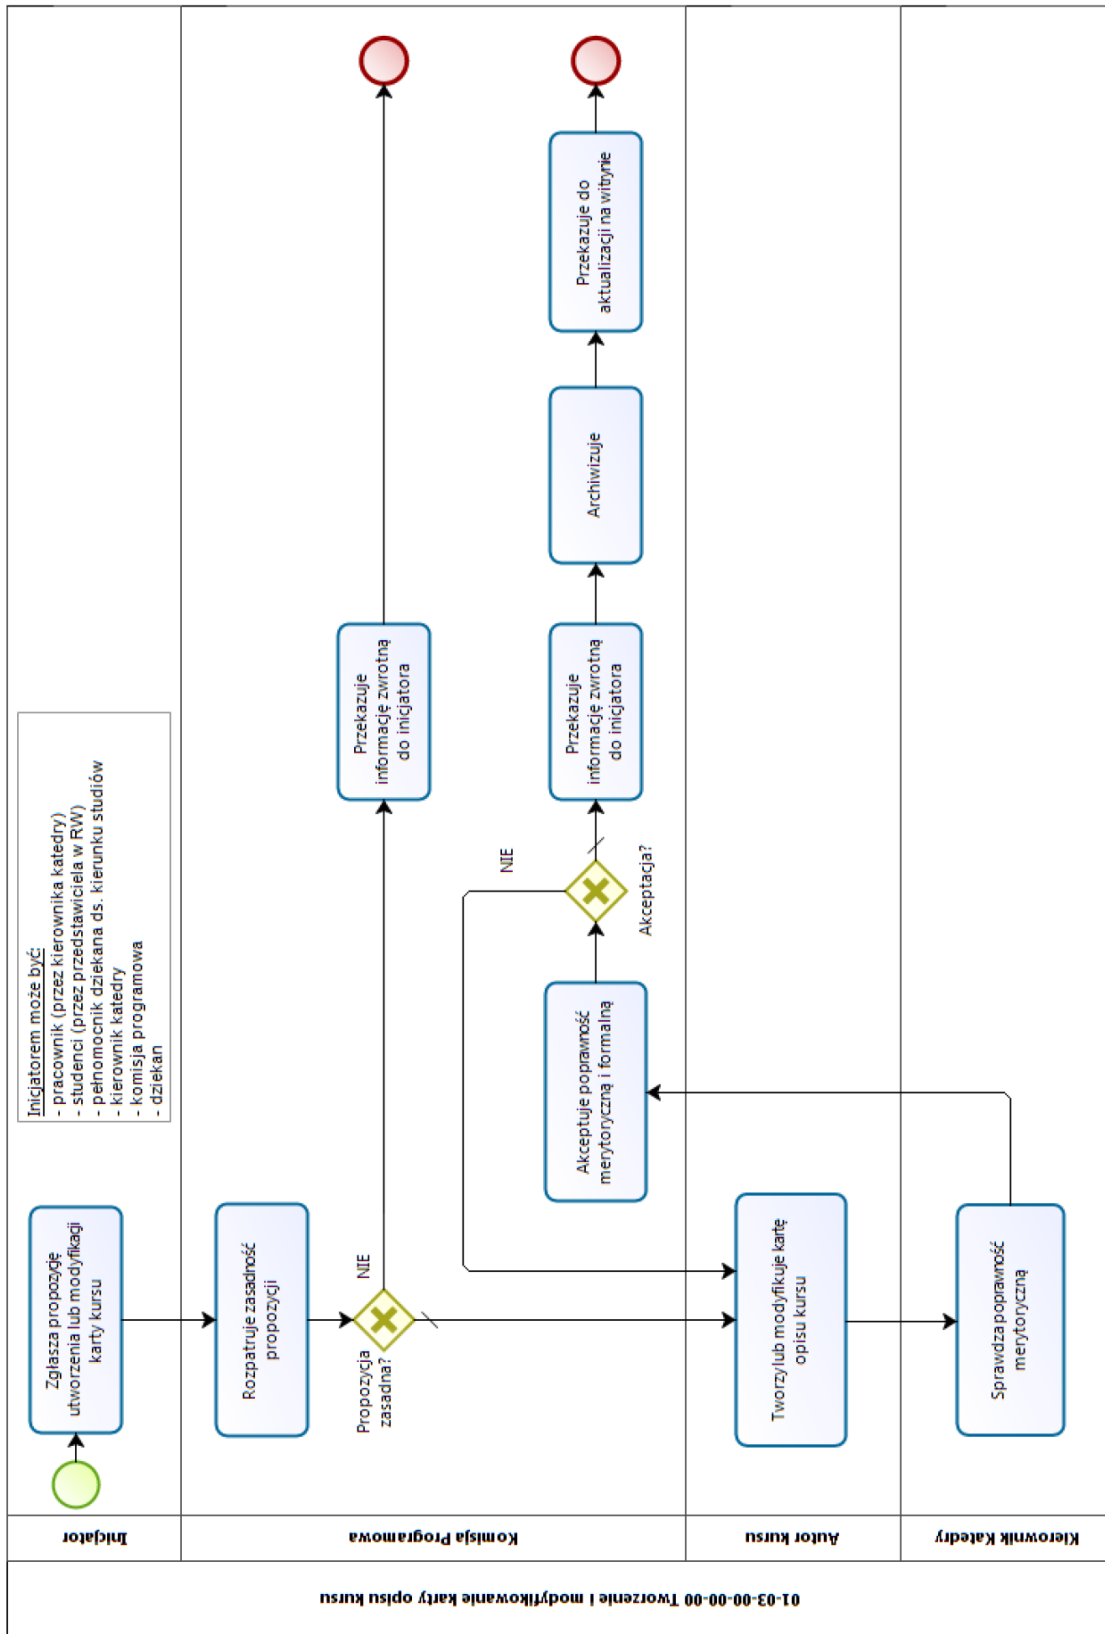 01-03-00-00-00 Tworzenie i modyfikowanie karty opisu kursu
Inicjator
Zgłasza propozycję
utworzenia lub modyfikacji
karty kursu
Inicjatorem może być:
- pracownik (przez kierownika katedry)
- studenci (przez przedstawiciela w RW)
- pełnomocnik dziekana ds. kierunku studiów
- kierownik katedry
- komisja programowa
- dziekan
Komisja Programowa
Rozpatruje zasadność
propozycji
Propozycja
zasadna?
NIE
Przekazuje
informację zwrotną
do inicjatora
Akceptuje poprawność
merytoryczną i formalną
NIE
Akceptacja?
Przekazuje
informację zwrotną
do inicjatora
Archiwizuje
Przekazuje do
aktualizacji na witrynie
Autor kursu
Tworzy lub modyfikuje kartę
opisu kursu
Kierownik Katedry
Sprawdza poprawność
merytoryczną